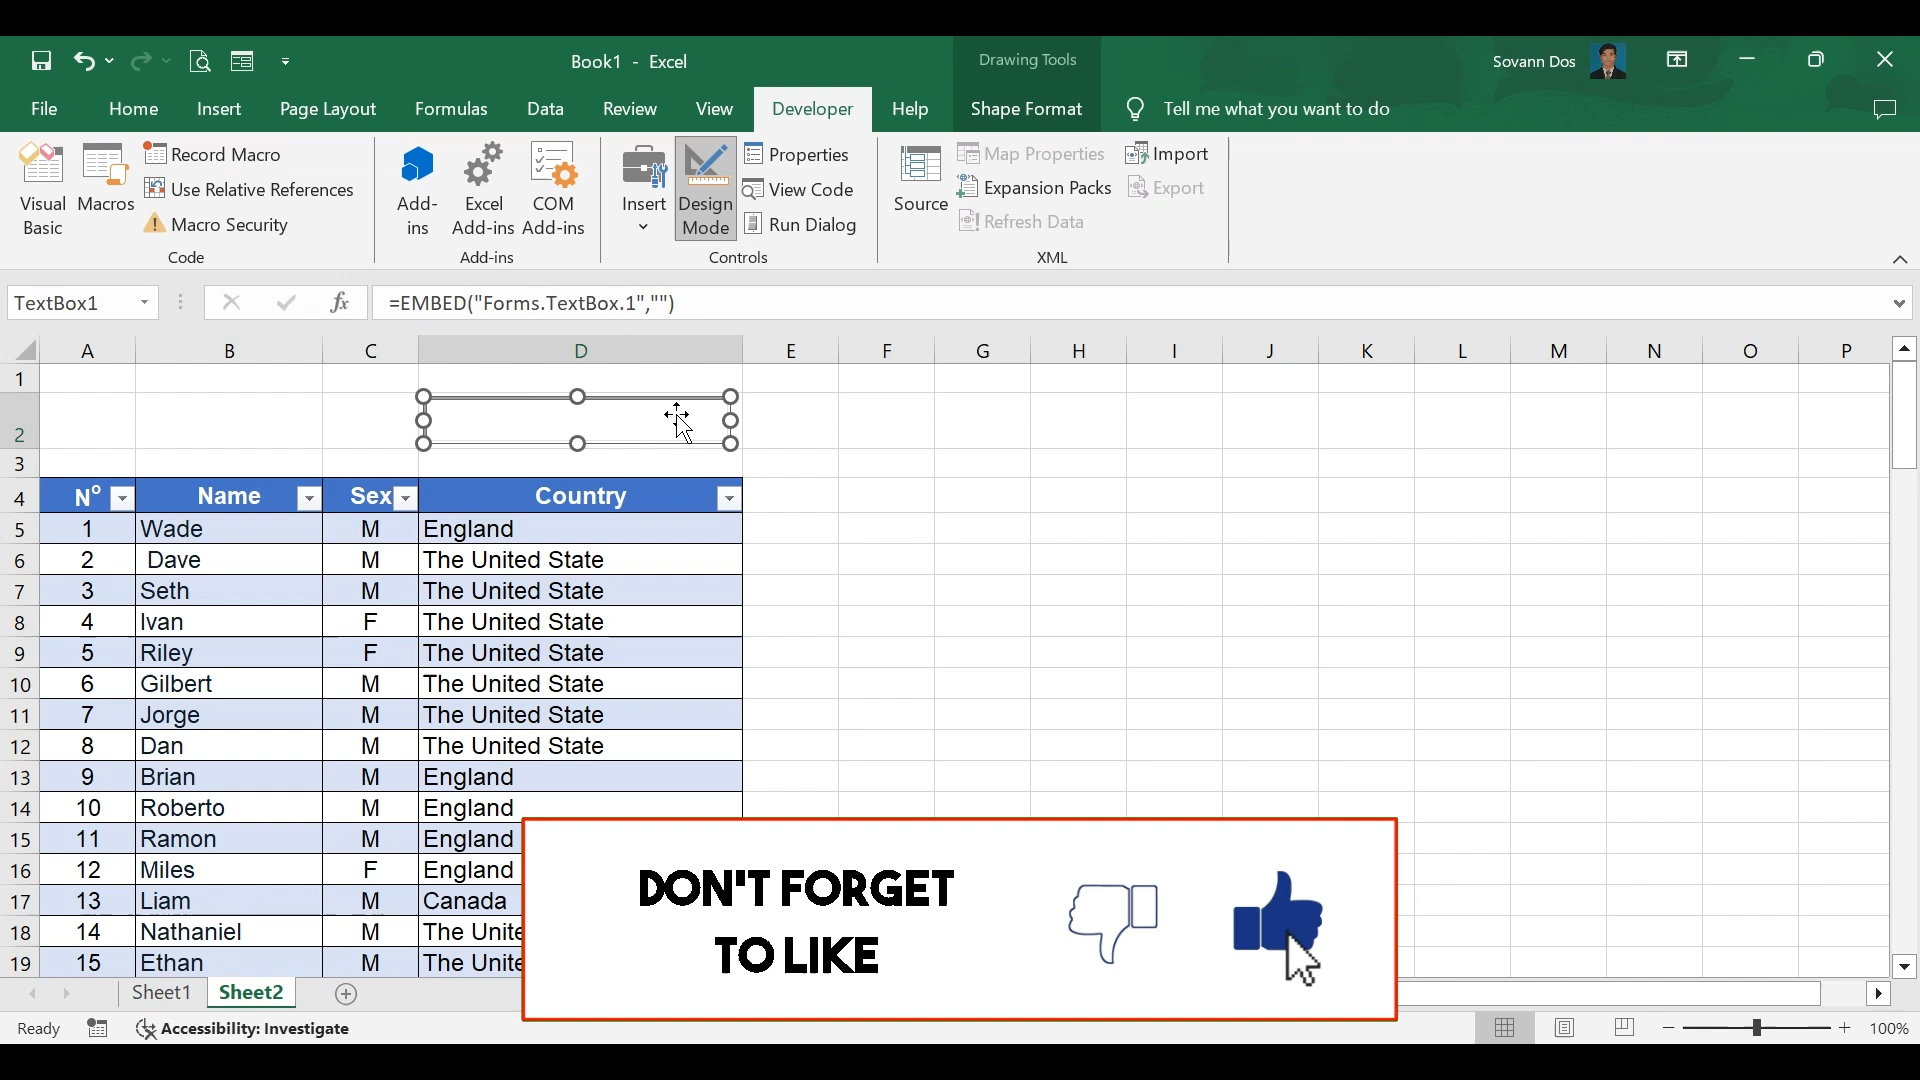 Book1 - Excel
Drawing Tools
Sovann Dos
File Home Insert Page Layout Formulas Data Review View Developer Help Shape Format Tell me what you want to do
Visual Basic
Macros
Record Macro
Use Relative References
Macro Security
Code
Add-ins
Excel Add-ins
COM Add-ins
Add-ins
Insert
Design Mode
Properties
View Code
Run Dialog
Controls
Source
Map Properties
Expansion Packs
Refresh Data
Import
Export
XML
TextBox1
fx
=EMBED("Forms.TextBox.1","")
A B C D E F G H I J K L M N O P
1
2
3
4 N° Name Sex Country
5 1 Wade M England
6 2 Dave M The United State
7 3 Seth M The United State
8 4 Ivan F The United State
9 5 Riley F The United State
10 6 Gilbert M The United State
11 7 Jorge M The United State
12 8 Dan M The United State
13 9 Brian M England
14 10 Roberto M England
15 11 Ramon M England
16 12 Miles F England
17 13 Liam M Canada
18 14 Nathaniel M The Unite
19 15 Ethan M The Unite
DON'T FORGET
TO LIKE
Sheet1 Sheet2
Ready Accessibility: Investigate 100%